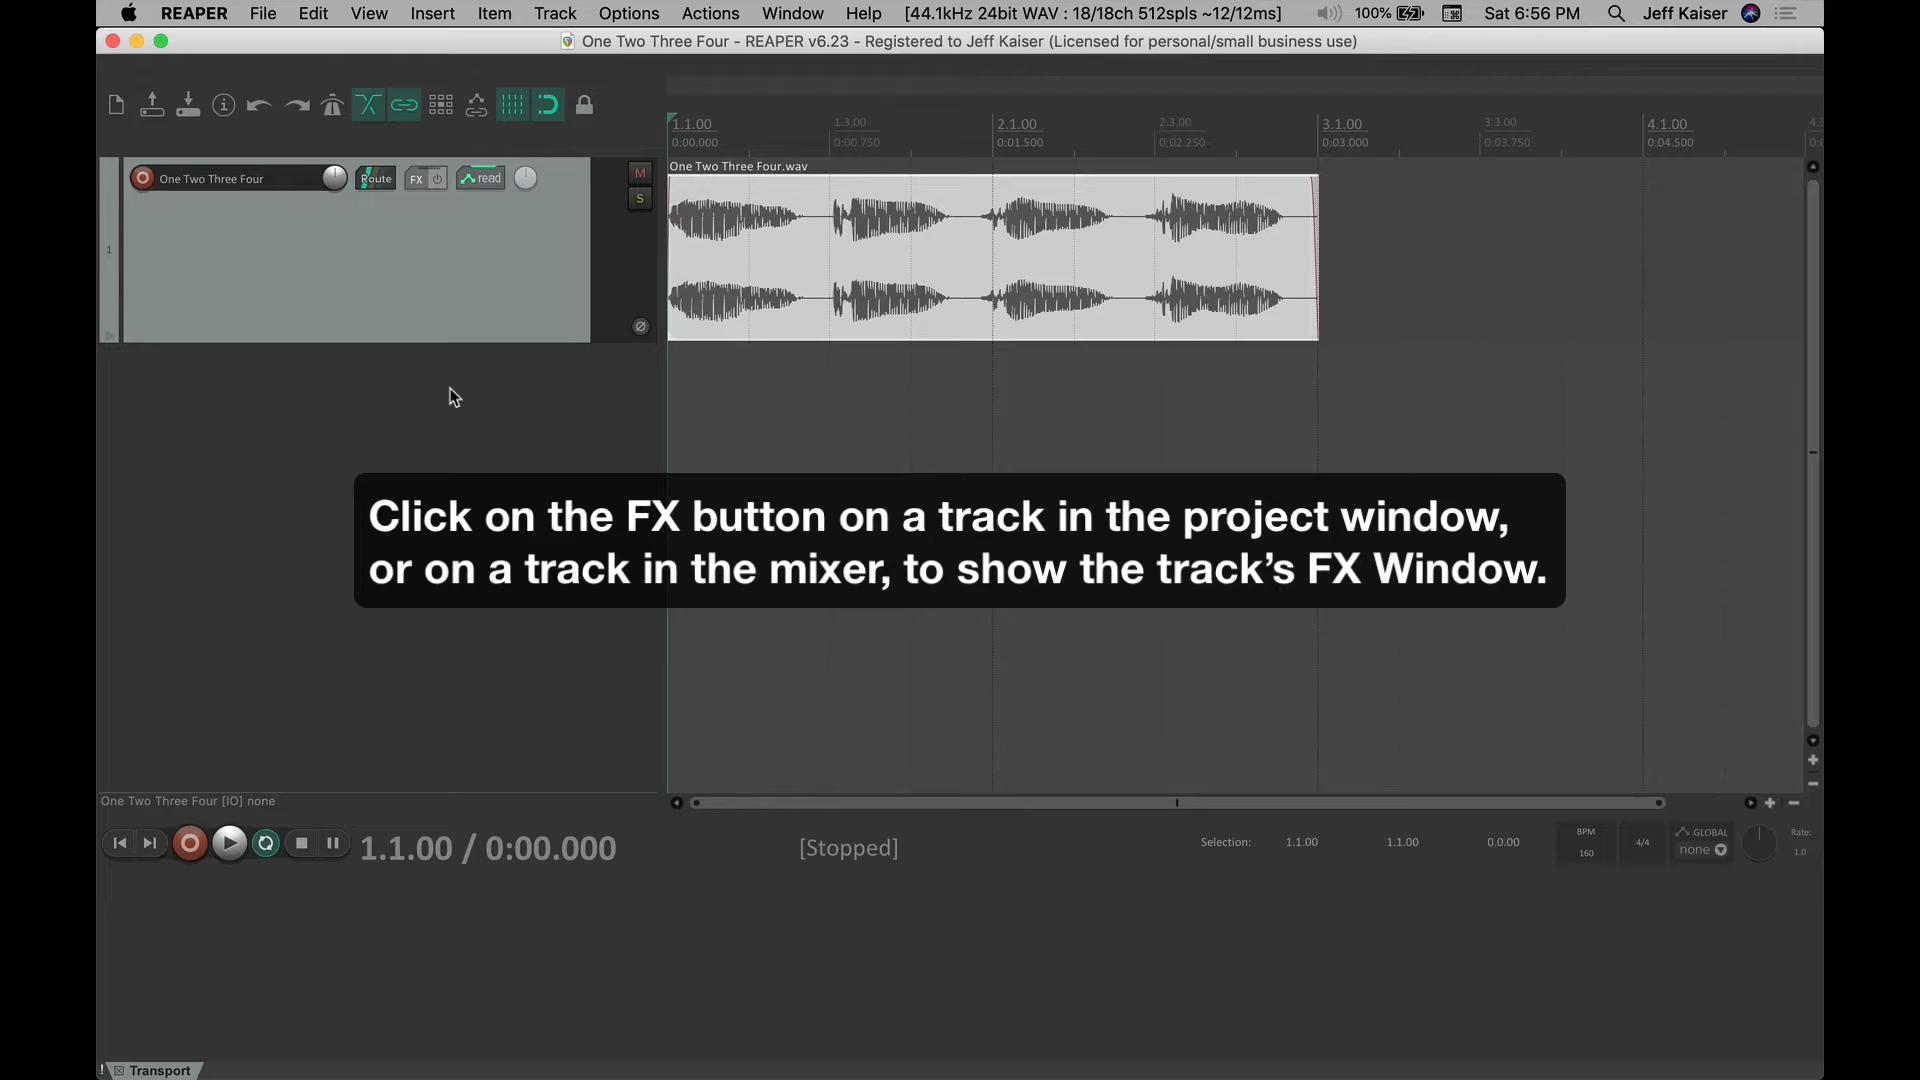 REAPER File Edit View Insert Item Track Options Actions Window Help [44.1kHz 24bit WAV : 18/18ch 512spls ~12/12ms] 100% Sat 6:56 PM Jeff Kaiser
One Two Three Four - REAPER v6.23 - Registered to Jeff Kaiser (Licensed for personal/small business use)
1.1.00 1.3.00 2.1.00 2.3.00 3.1.00 3.3.00 4.1.00
0:00.000 0:00.750 0:01.500 0:02.250 0:03.000 0:03.750 0:04.500
One Two Three Four.wav
One Two Three Four Route FX read M
S
1
Click on the FX button on a track in the project window,
or on a track in the mixer, to show the track’s FX Window.
One Two Three Four [IO] none
1.1.00 / 0:00.000 [Stopped] Selection: 1.1.00 1.1.00 0.0.00
BPM
160
4/4
GLOBAL
none
Rate:
1.0
! Transport